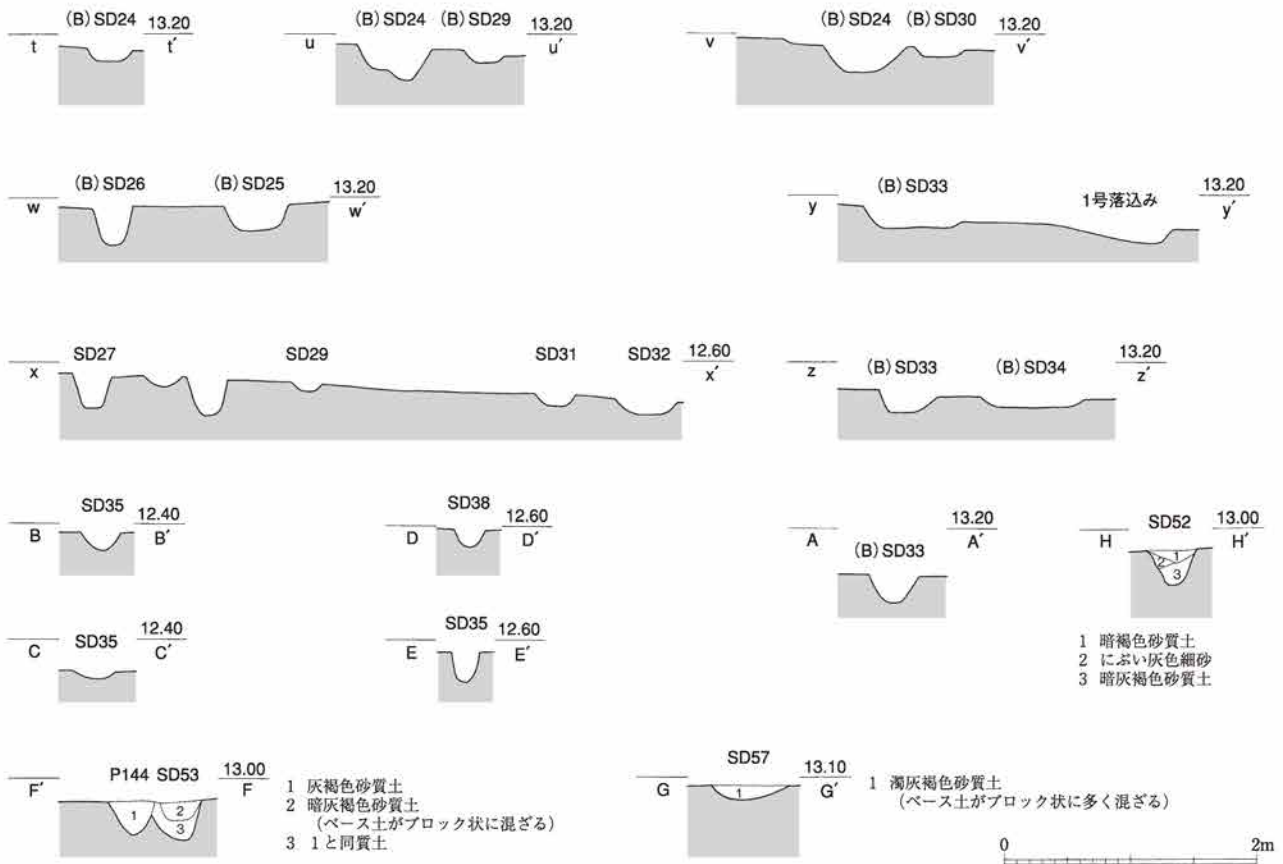 (B) SD24 13.20
t t′
(B) SD24 (B) SD29 13.20
u u′
(B) SD24 (B) SD30 13.20
v v′
(B) SD26 (B) SD25 13.20
w w′
(B) SD33 1号落込み 13.20
y y′
SD27 SD29 SD31 SD32 12.60
x x′
(B) SD33 (B) SD34 13.20
z z′
SD35 12.40
B B′
SD38 12.60
D D′
(B) SD33 13.20
A A′
SD52 13.00
H H′
1
2
3
1 暗褐色砂質土
2 にぶい灰色細砂
3 暗灰褐色砂質土
SD35 12.40
C C′
SD35 12.60
E E′
P144 SD53 13.00
F′ F
1 2
3
1 灰褐色砂質土
2 暗灰褐色砂質土
(ベース土がブロック状に混ざる)
3 1と同質土
SD57 13.10
G G′
1
1 濁灰褐色砂質土
(ベース土がブロック状に多く混ざる)
0 2m